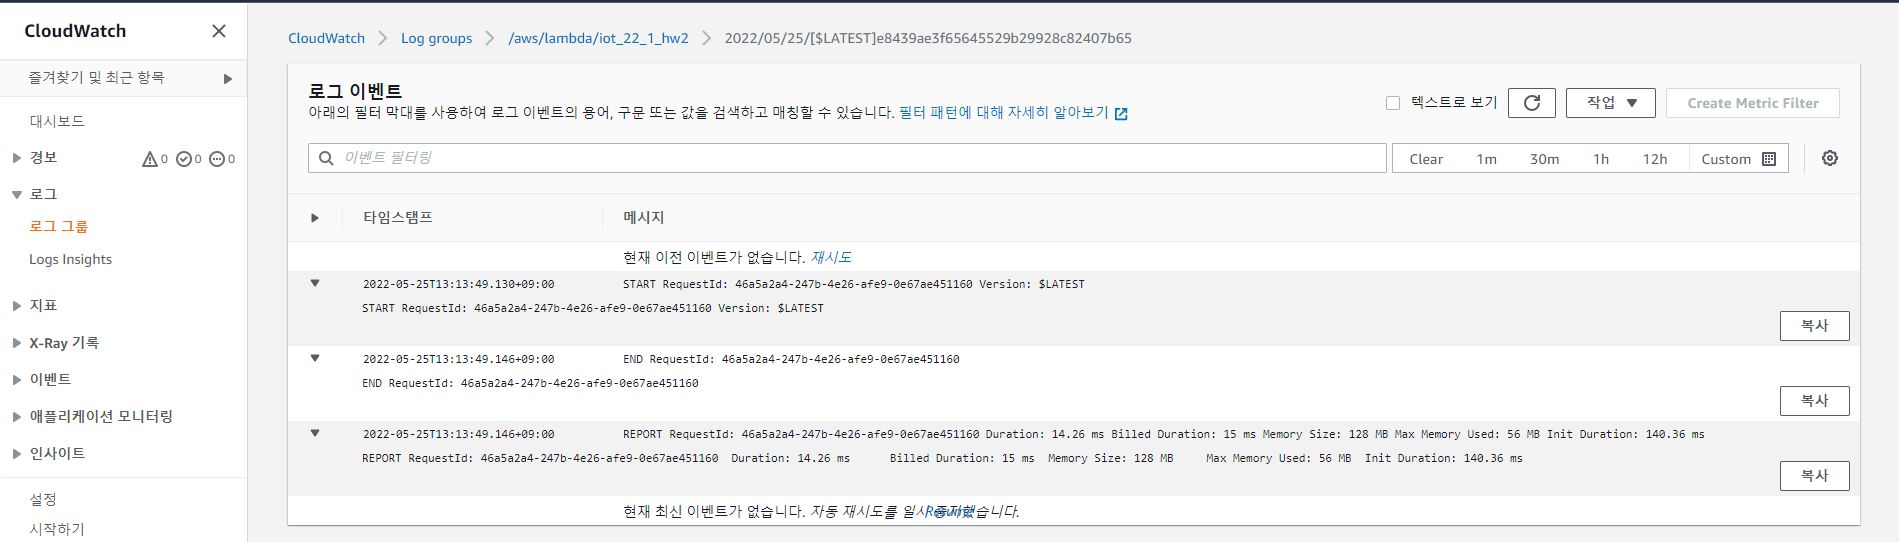 CloudWatch
즐겨찾기 및 최근 항목
대시보드
경보 0 0 0
로그
로그 그룹
Logs Insights
지표
X-Ray 기록
이벤트
애플리케이션 모니터링
인사이트
설정
시작하기
CloudWatch Log groups /aws/lambda/iot_22_1_hw2 2022/05/25/[$LATEST]e8439ae3f65645529b29928c82407b65
로그 이벤트
아래의 필터 막대를 사용하여 로그 이벤트의 용어, 구문 또는 값을 검색하고 매칭할 수 있습니다. 필터 패턴에 대해 자세히 알아보기
텍스트로 보기 작업 Create Metric Filter
이벤트 필터링 Clear 1m 30m 1h 12h Custom
타임스탬프 메시지
현재 이전 이벤트가 없습니다. 재시도
2022-05-25T13:13:49.130+09:00 START RequestId: 46a5a2a4-247b-4e26-afe9-0e67ae451160 Version: $LATEST
START RequestId: 46a5a2a4-247b-4e26-afe9-0e67ae451160 Version: $LATEST
복사
2022-05-25T13:13:49.146+09:00 END RequestId: 46a5a2a4-247b-4e26-afe9-0e67ae451160
END RequestId: 46a5a2a4-247b-4e26-afe9-0e67ae451160
복사
2022-05-25T13:13:49.146+09:00 REPORT RequestId: 46a5a2a4-247b-4e26-afe9-0e67ae451160 Duration: 14.26 ms Billed Duration: 15 ms Memory Size: 128 MB Max Memory Used: 56 MB Init Duration: 140.36 ms
REPORT RequestId: 46a5a2a4-247b-4e26-afe9-0e67ae451160 Duration: 14.26 ms Billed Duration: 15 ms Memory Size: 128 MB Max Memory Used: 56 MB Init Duration: 140.36 ms
복사
현재 최신 이벤트가 없습니다. 자동 재시도를 일시 중지했습니다. Resume